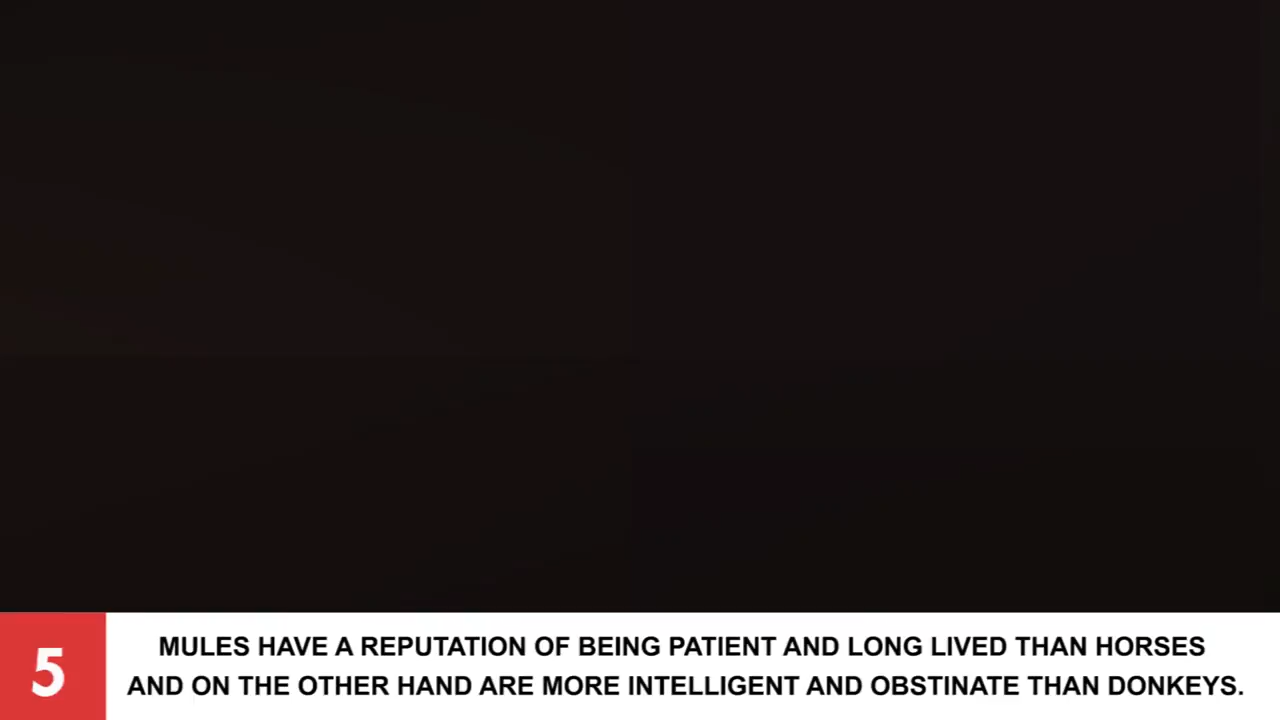 5
MULES HAVE A REPUTATION OF BEING PATIENT AND LONG LIVED THAN HORSES
AND ON THE OTHER HAND ARE MORE INTELLIGENT AND OBSTINATE THAN DONKEYS.